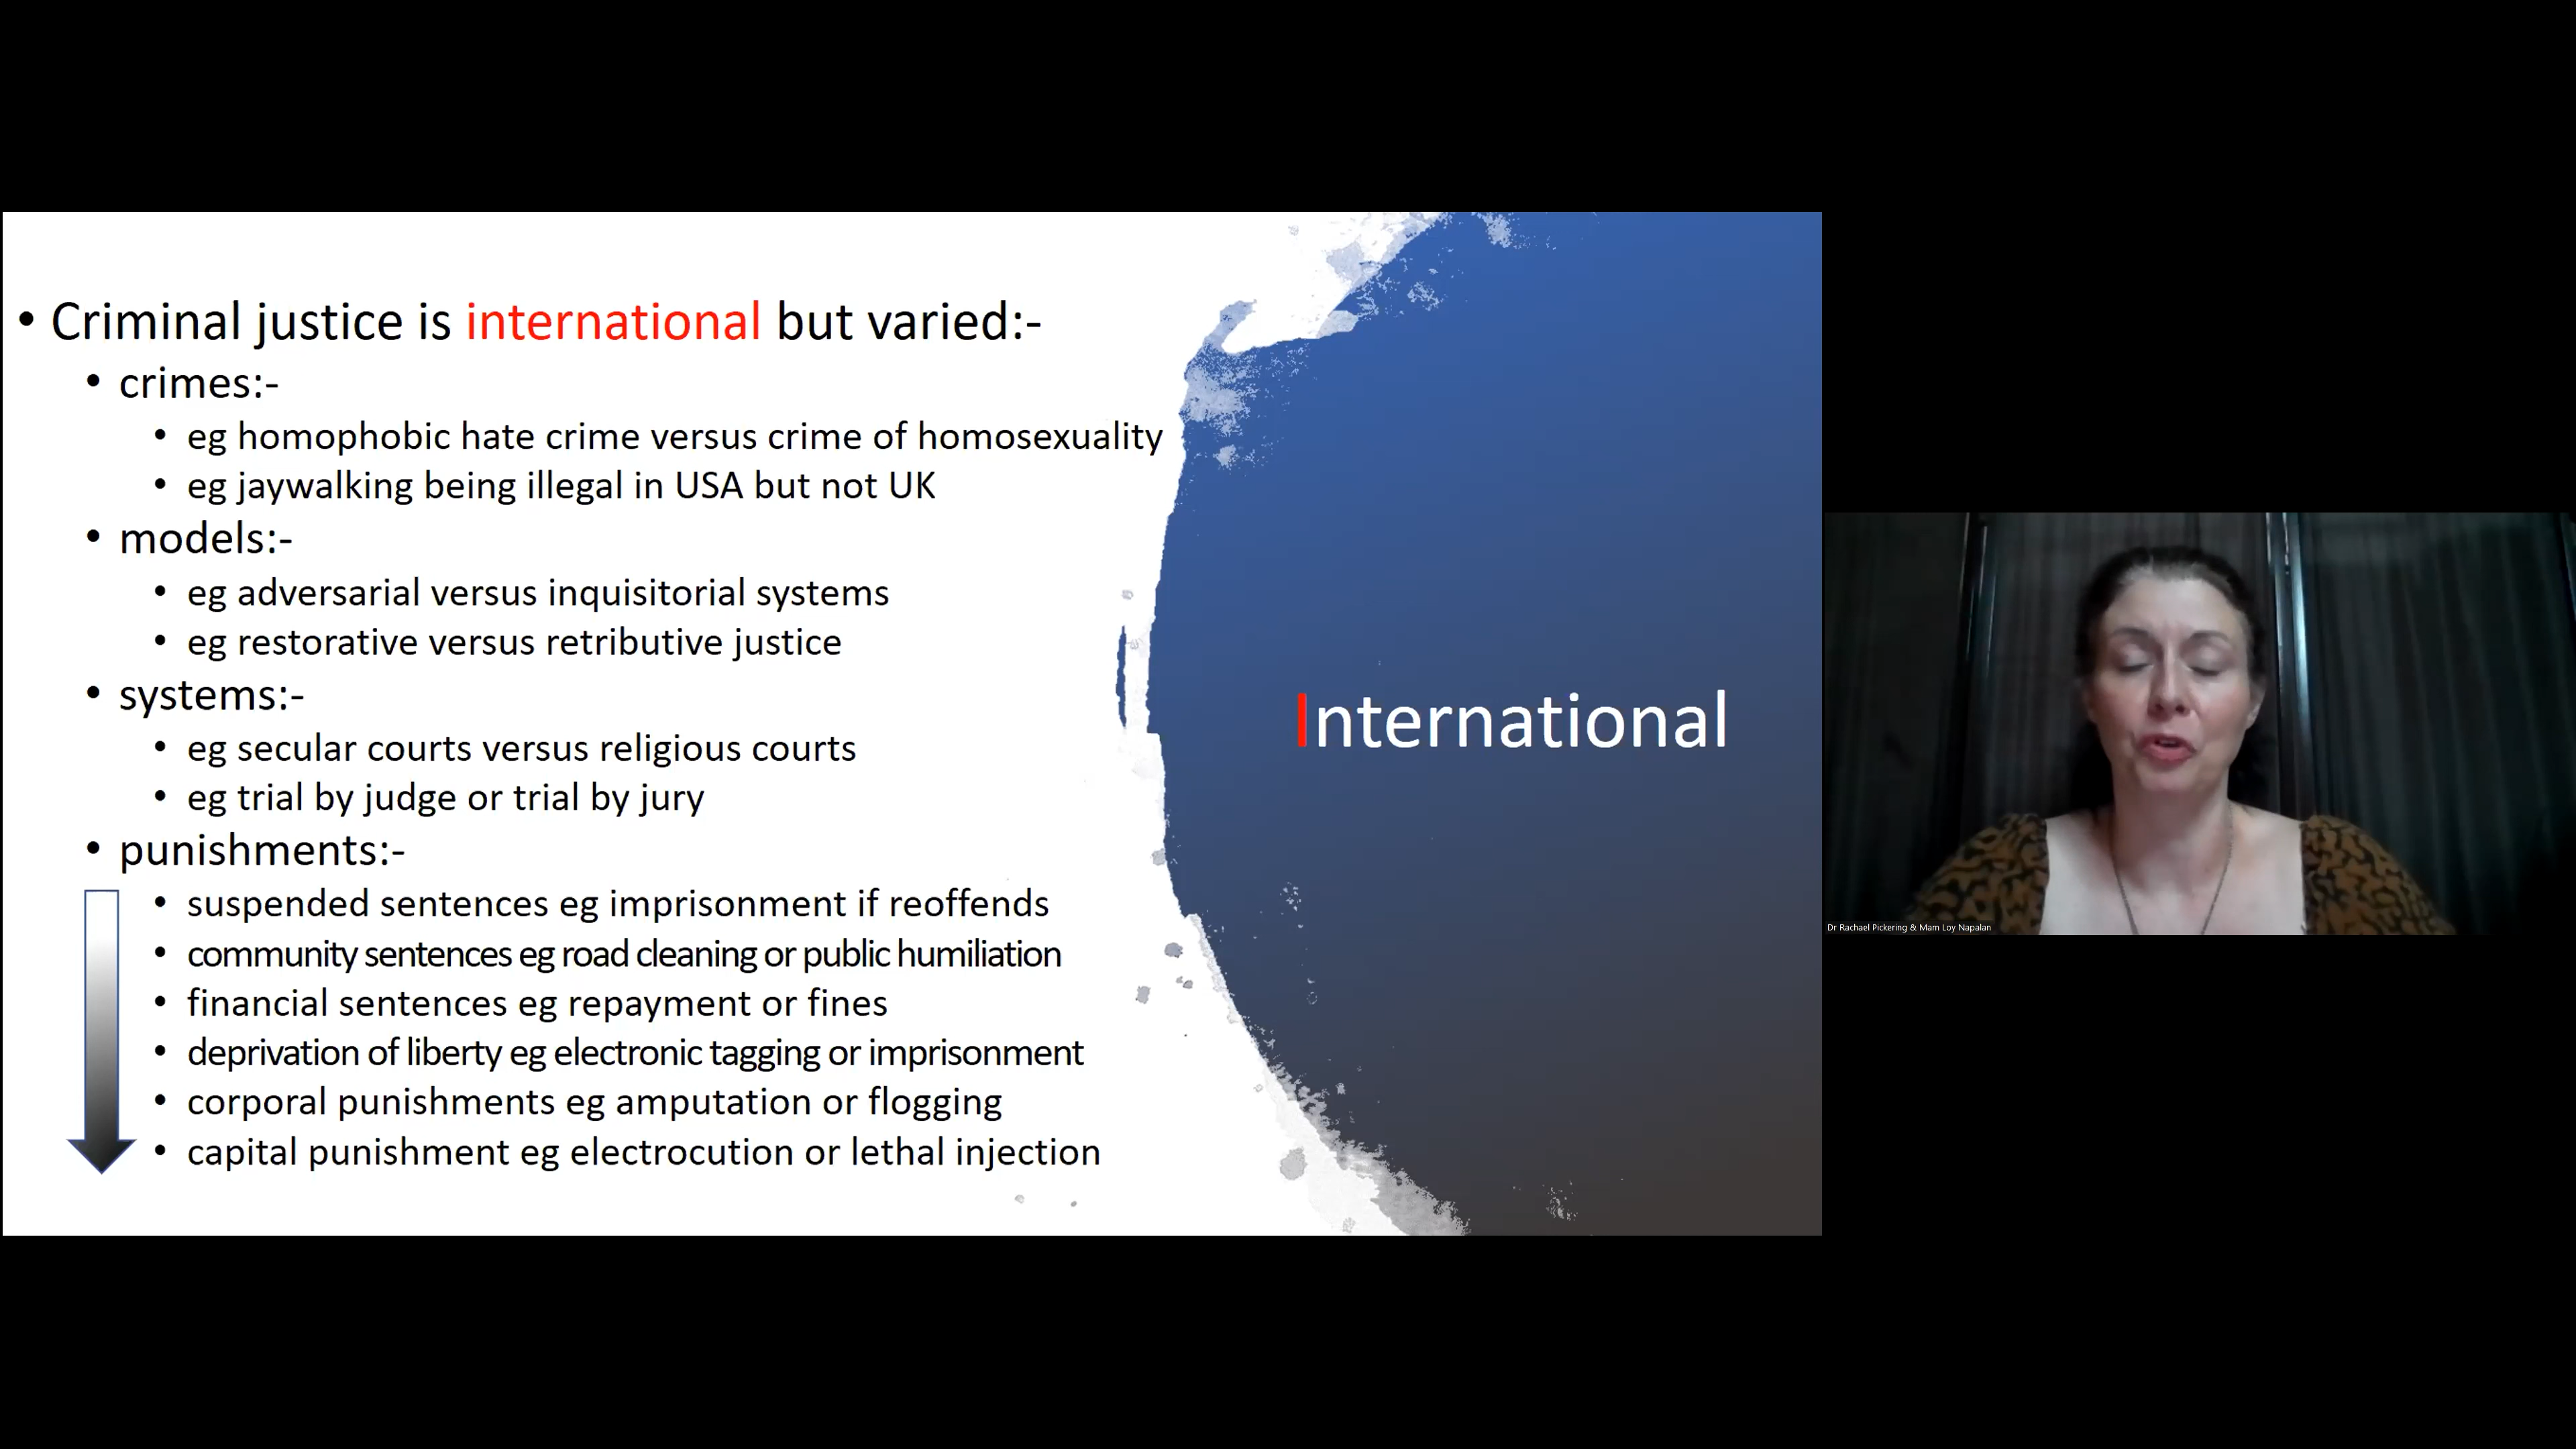 • Criminal justice is international but varied:-
• crimes:-
• eg homophobic hate crime versus crime of homosexuality
• eg jaywalking being illegal in USA but not UK
• models:-
• eg adversarial versus inquisitorial systems
• eg restorative versus retributive justice
• systems:-
• eg secular courts versus religious courts
• eg trial by judge or trial by jury
• punishments:-
• suspended sentences eg imprisonment if reoffends
• community sentences eg road cleaning or public humiliation
• financial sentences eg repayment or fines
• deprivation of liberty eg electronic tagging or imprisonment
• corporal punishments eg amputation or flogging
• capital punishment eg electrocution or lethal injection
International
Dr Rachael Pickering & Mam Loy Napalan